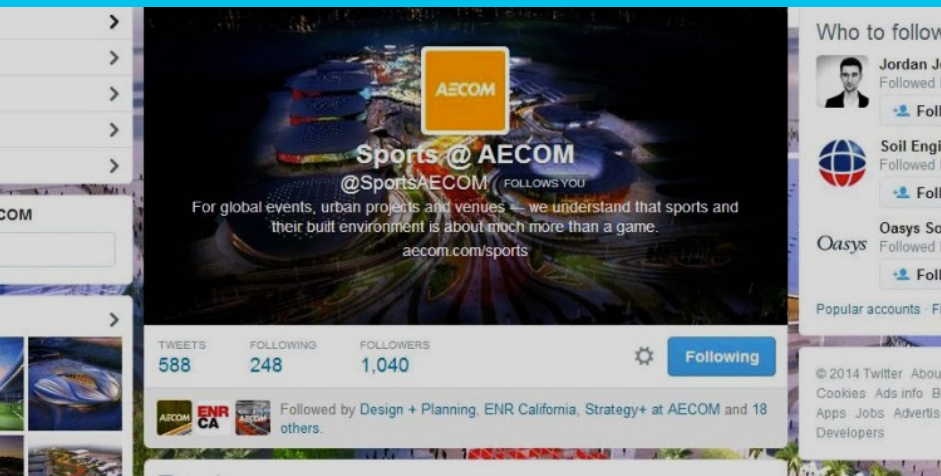 COM
AECOM
Sports @ AECOM
@SportsAECOM FOLLOWS YOU
For global events, urban projects and venues — we understand that sports and
their built environment is about much more than a game.
aecom.com/sports
TWEETS FOLLOWING FOLLOWERS
588 248 1,040
Following
AECOM ENR CA AECOM
Followed by Design + Planning, ENR California, Strategy+ at AECOM and 18
others.
Who to follow
Jordan J
Followed
Foll
Soil Engi
Followed
Foll
Oasys
Oasys So
Followed
Foll
Popular accounts · F
© 2014 Twitter Abou
Cookies Ads info B
Apps Jobs Advertis
Developers